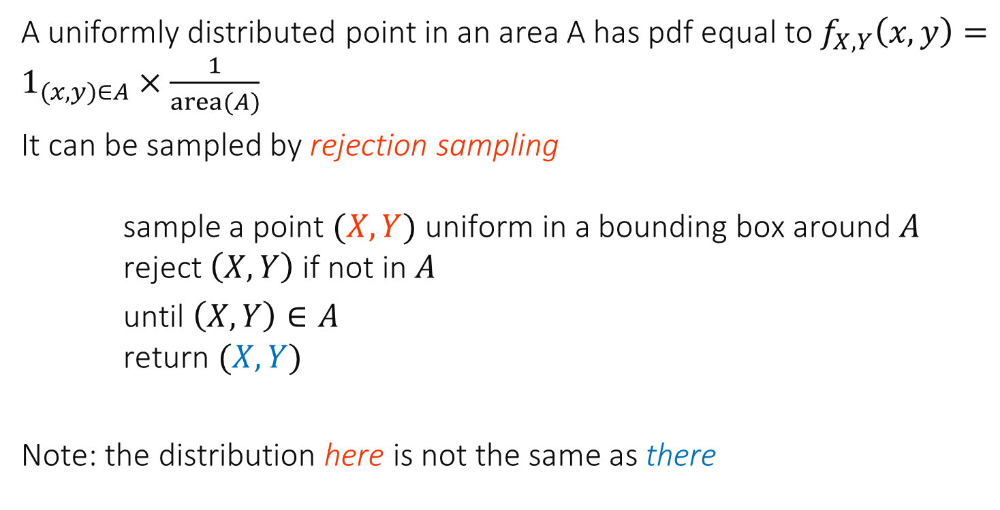 A uniformly distributed point in an area A has pdf equal to $f_{X,Y}(x, y) =$
$1_{(x,y)\in A} \times \frac{1}{\text{area}(A)}$
It can be sampled by rejection sampling
sample a point (X, Y) uniform in a bounding box around A
reject (X, Y) if not in A
until (X, Y) ∈ A
return (X, Y)
Note: the distribution here is not the same as there